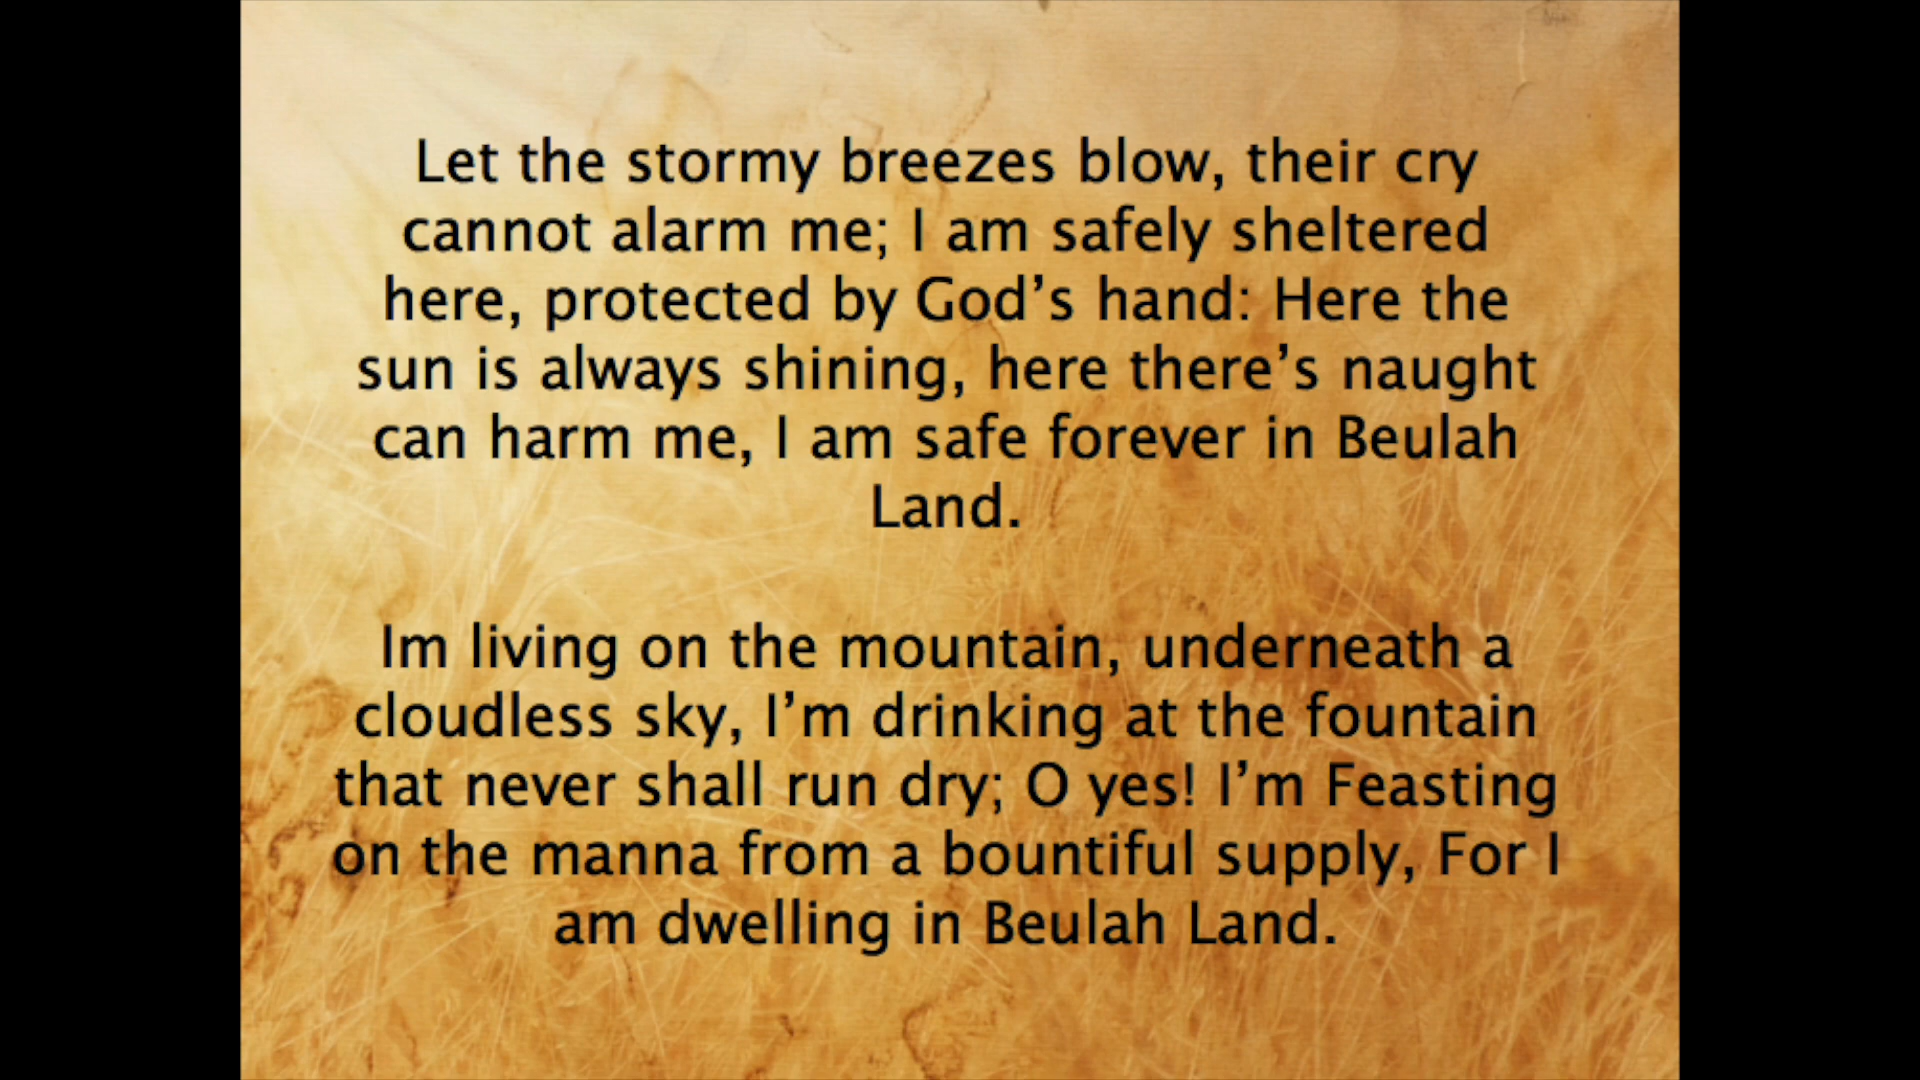 Let the stormy breezes blow, their cry
cannot alarm me; I am safely sheltered
here, protected by God’s hand: Here the
sun is always shining, here there’s naught
can harm me, I am safe forever in Beulah
Land.
Im living on the mountain, underneath a
cloudless sky, I’m drinking at the fountain
that never shall run dry; O yes! I’m Feasting
on the manna from a bountiful supply, For I
am dwelling in Beulah Land.